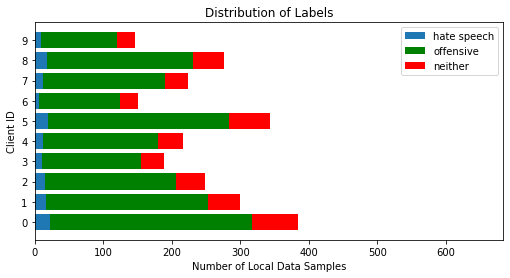 Distribution of Labels
hate speech
offensive
neither
Client ID
9
8
7
6
5
4
3
2
1
0
0 100 200 300 400 500 600
Number of Local Data Samples